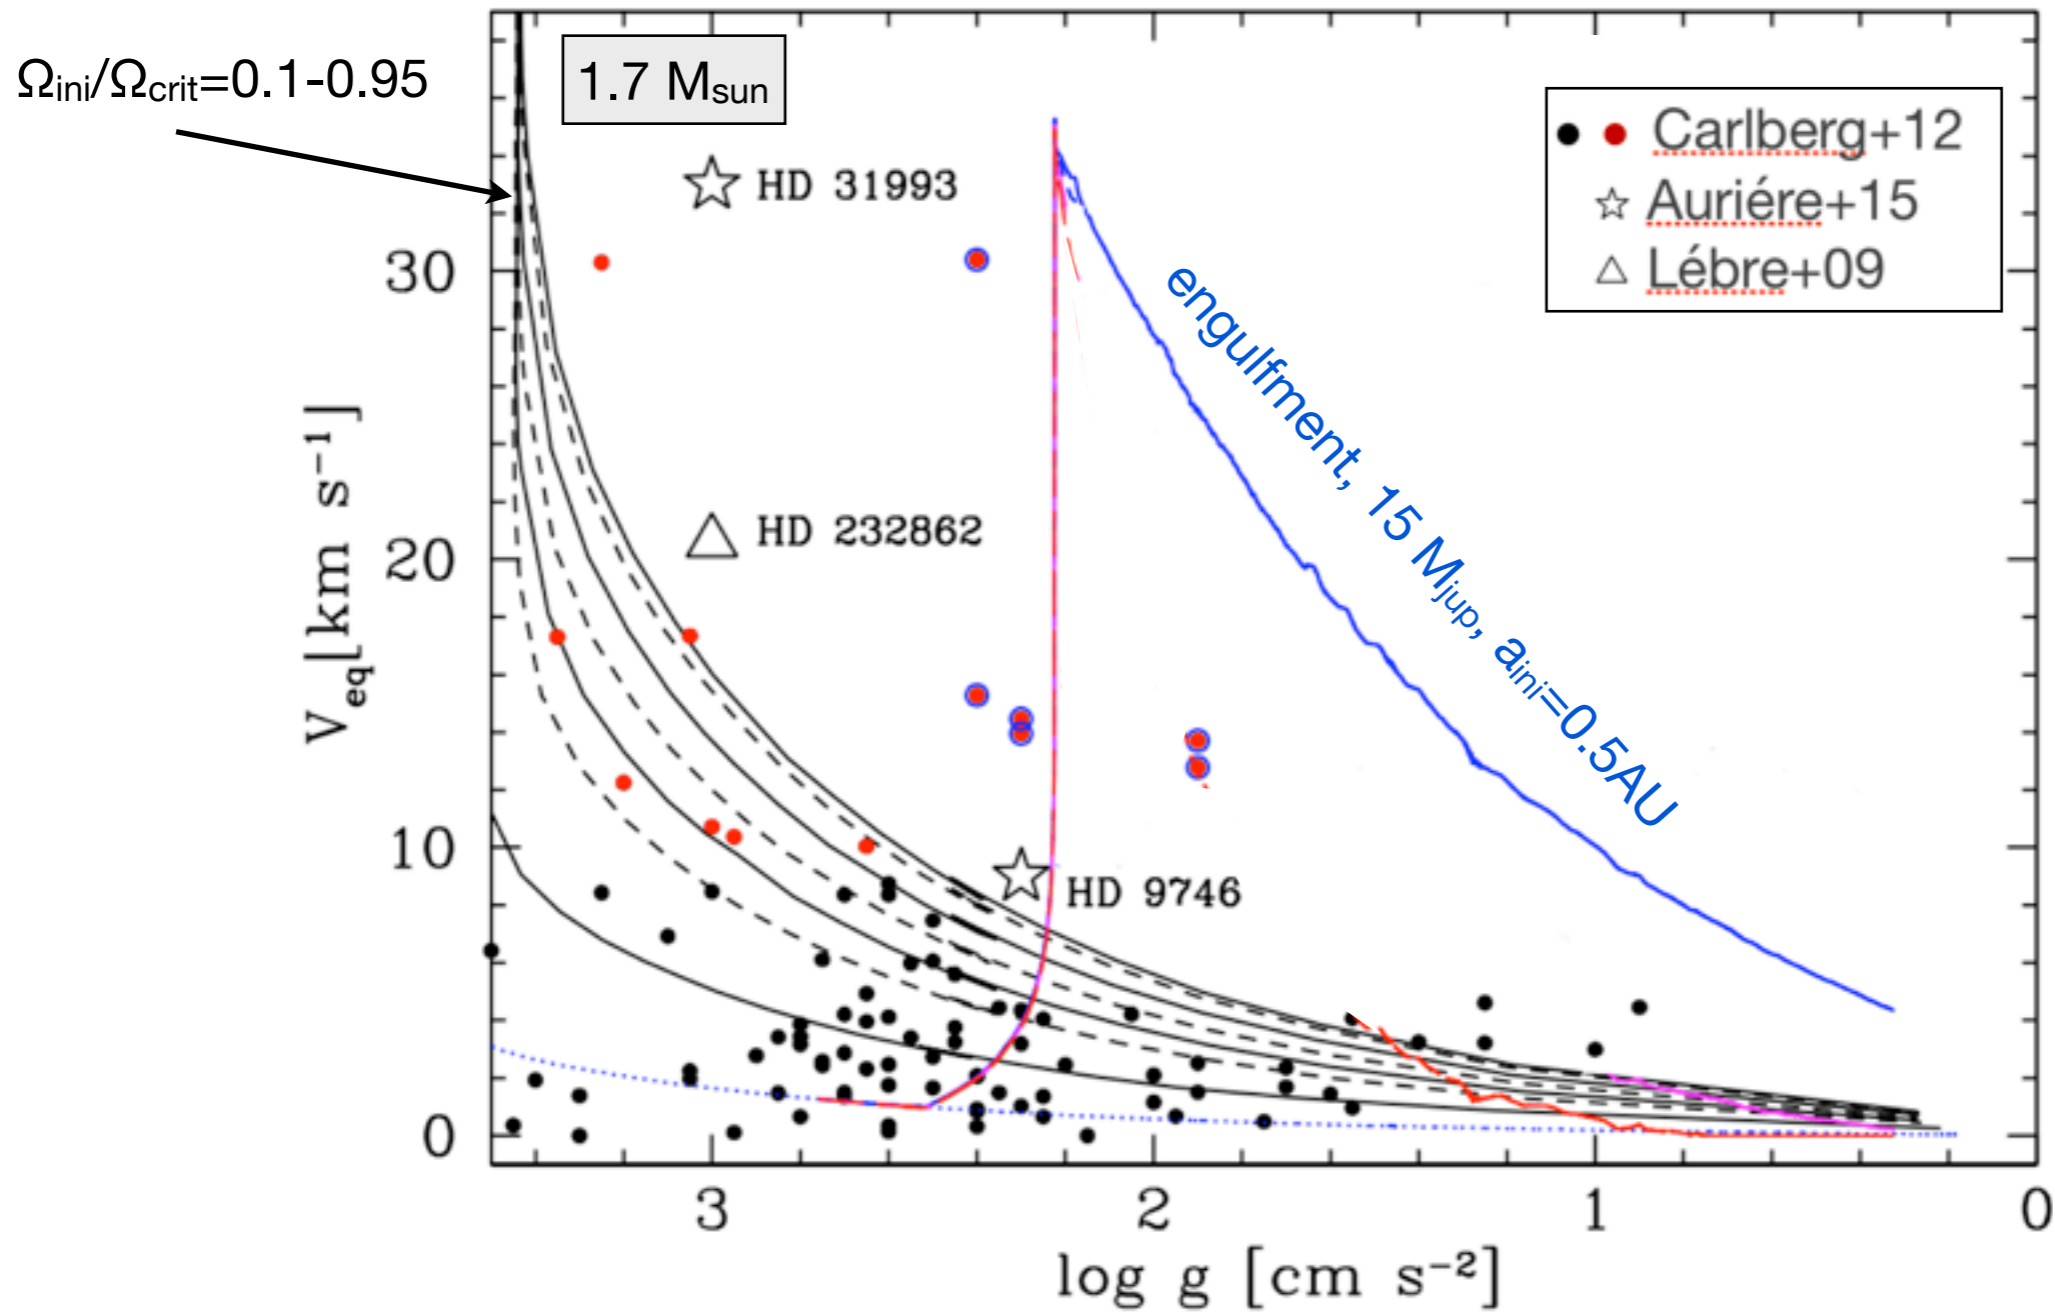 Ωini/Ωcrit=0.1-0.95
1.7 Msun
Carlberg+12
Auriére+15
Lébre+09
HD 31993
HD 232862
HD 9746
engulfment, 15 Mjup, aini=0.5AU
30
20
10
0
Veq[km s⁻¹]
3
2
1
0
log g [cm s⁻²]